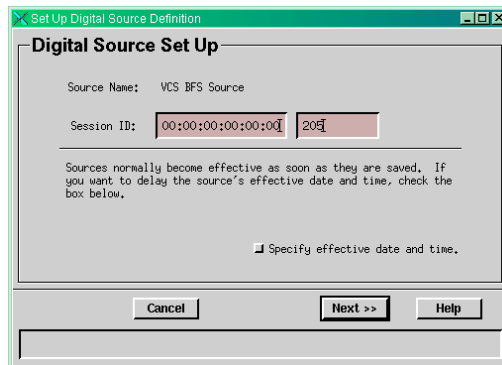 Set Up Digital Source Definition
Digital Source Set Up
Source Name: VCS BFS Source
Session ID: 00:00:00:00:00:00 205
Sources normally become effective as soon as they are saved. If
you want to delay the source's effective date and time, check the
box below.
Specify effective date and time.
Cancel Next >> Help